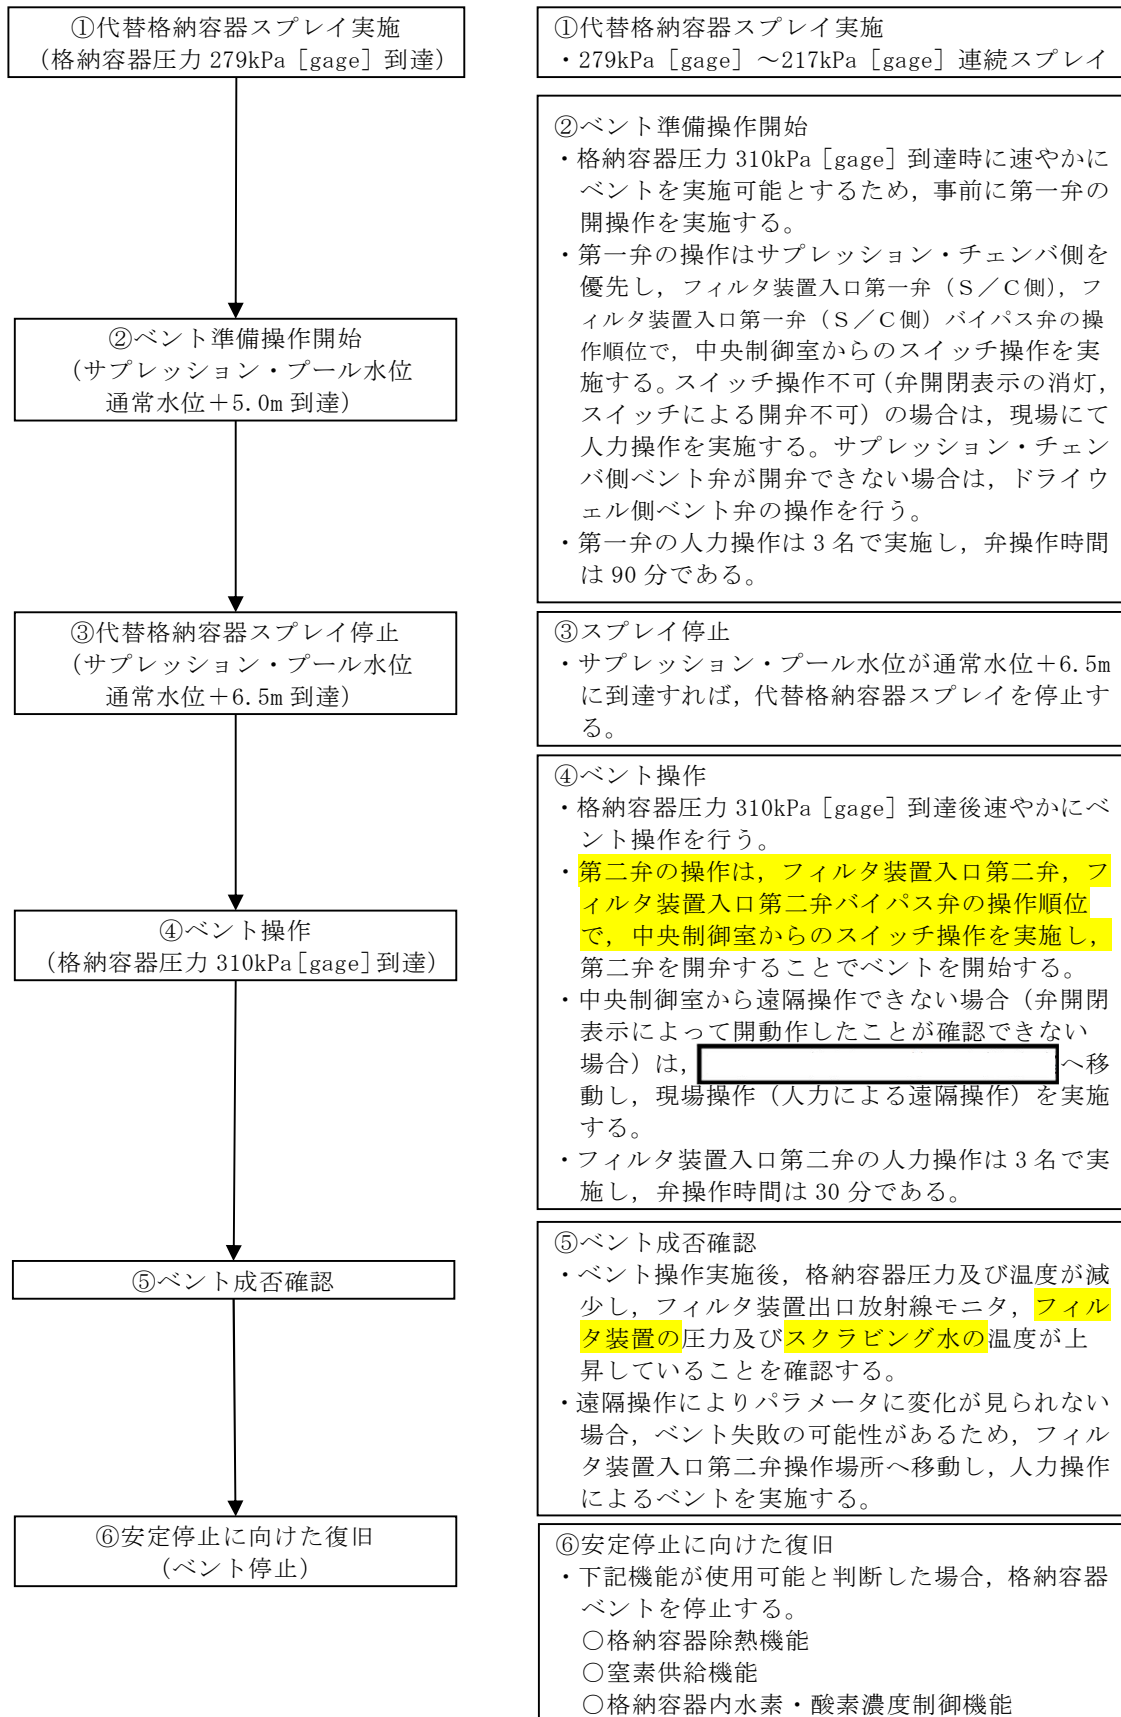 ①代替格納容器スプレイ実施
(格納容器圧力 279kPa［gage］到達)
②ベント準備操作開始
(サプレッション・プール水位
通常水位＋5.0m 到達)
③代替格納容器スプレイ停止
(サプレッション・プール水位
通常水位＋6.5m 到達)
④ベント操作
(格納容器圧力 310kPa［gage］到達)
⑤ベント成否確認
⑥安定停止に向けた復旧
(ベント停止)
①代替格納容器スプレイ実施
・279kPa［gage］～217kPa［gage］連続スプレイ
②ベント準備操作開始
・格納容器圧力 310kPa［gage］到達時に速やかに
ベントを実施可能とするため，事前に第一弁の
開操作を実施する。
・第一弁の操作はサプレッション・チェンバ側を
優先し，フィルタ装置入口第一弁（Ｓ／Ｃ側），フ
ィルタ装置入口第一弁（Ｓ／Ｃ側）バイパス弁の操
作順位で，中央制御室からのスイッチ操作を実
施する。スイッチ操作不可（弁開閉表示の消灯，
スイッチによる開弁不可）の場合は，現場にて
人力操作を実施する。サプレッション・チェン
バ側ベント弁が開弁できない場合は，ドライウ
ェル側ベント弁の操作を行う。
・第一弁の人力操作は 3 名で実施し，弁操作時間
は 90 分である。
③スプレイ停止
・サプレッション・プール水位が通常水位＋6.5m
に到達すれば，代替格納容器スプレイを停止す
る。
④ベント操作
・格納容器圧力 310kPa［gage］到達後速やかにベ
ント操作を行う。
・第二弁の操作は，フィルタ装置入口第二弁，フ
ィルタ装置入口第二弁バイパス弁の操作順位
で，中央制御室からのスイッチ操作を実施し，
第二弁を開弁することでベントを開始する。
・中央制御室から遠隔操作できない場合（弁開閉
表示によって開動作したことが確認できない
場合）は，へ移
動し，現場操作（人力による遠隔操作）を実施
する。
・フィルタ装置入口第二弁の人力操作は 3 名で実
施し，弁操作時間は 30 分である。
⑤ベント成否確認
・ベント操作実施後，格納容器圧力及び温度が減
少し，フィルタ装置出口放射線モニタ，フィル
タ装置の圧力及びスクラビング水の温度が上
昇していることを確認する。
・遠隔操作によりパラメータに変化が見られない
場合，ベント失敗の可能性があるため，フィル
タ装置入口第二弁操作場所へ移動し，人力操作
によるベントを実施する。
⑥安定停止に向けた復旧
・下記機能が使用可能と判断した場合，格納容器
ベントを停止する。
○格納容器除熱機能
○窒素供給機能
○格納容器内水素・酸素濃度制御機能